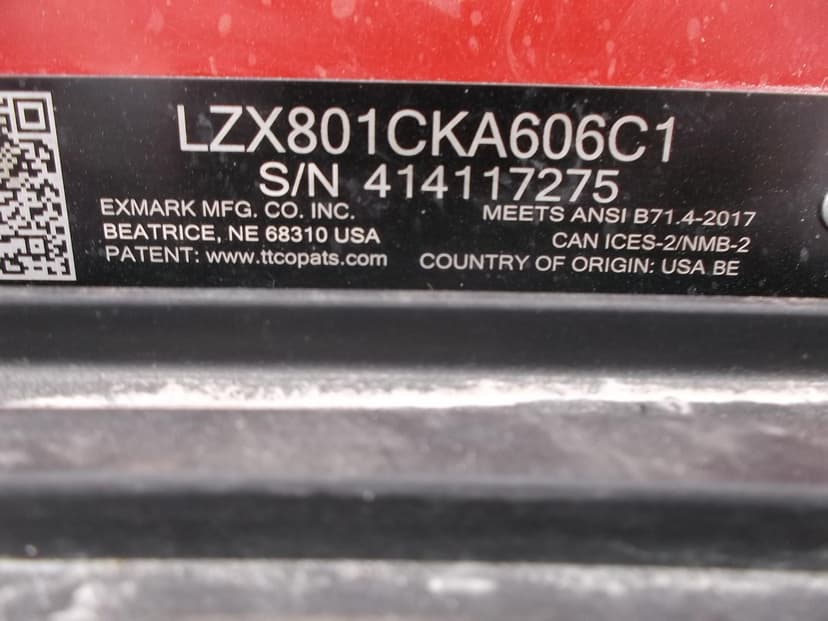 LZX801CKA606C1
S/N 414117275
EXMARK MFG. CO. INC.
BEATRICE, NE 68310 USA
PATENT: www.ttcopats.com
MEETS ANSI B71.4-2017
CAN ICES-2/NMB-2
COUNTRY OF ORIGIN: USA BE